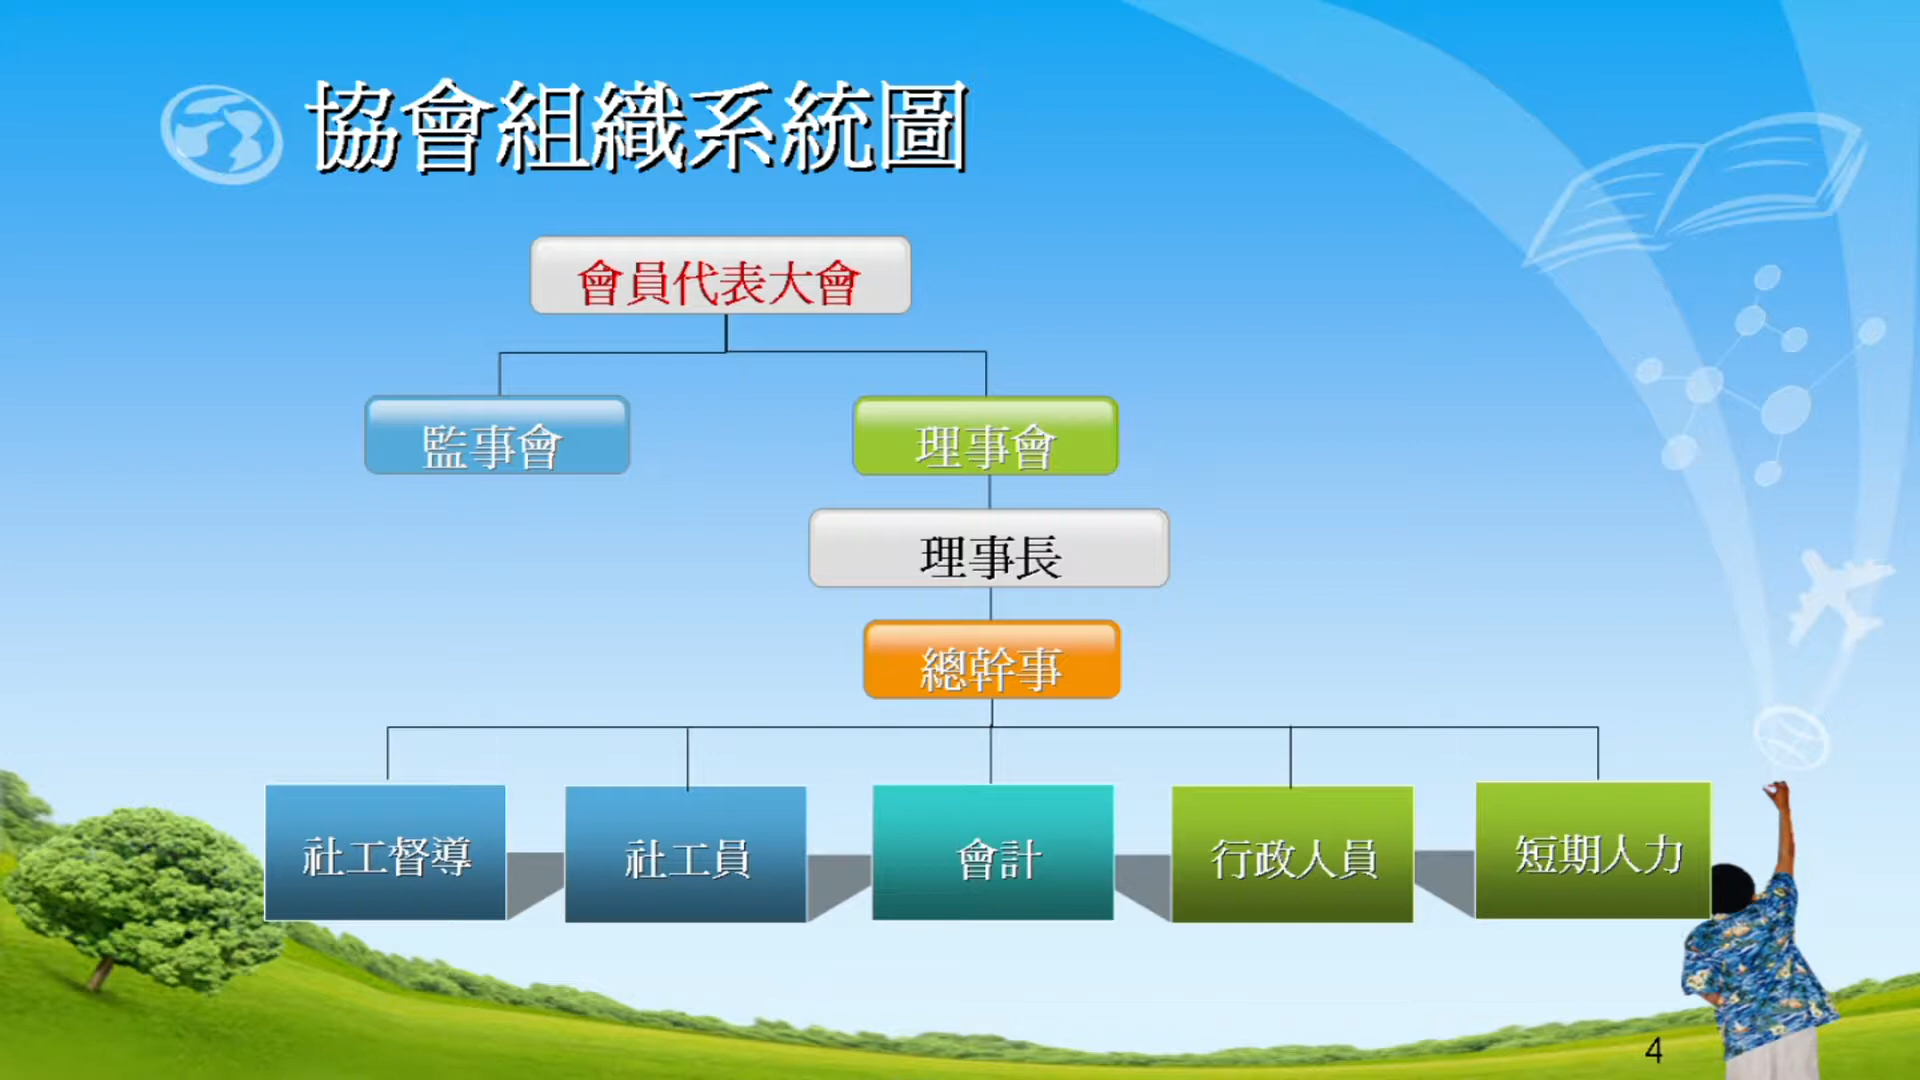 協會組織系統圖
會員代表大會
監事會
理事會
理事長
總幹事
社工督導
社工員
會計
行政人員
短期人力
4